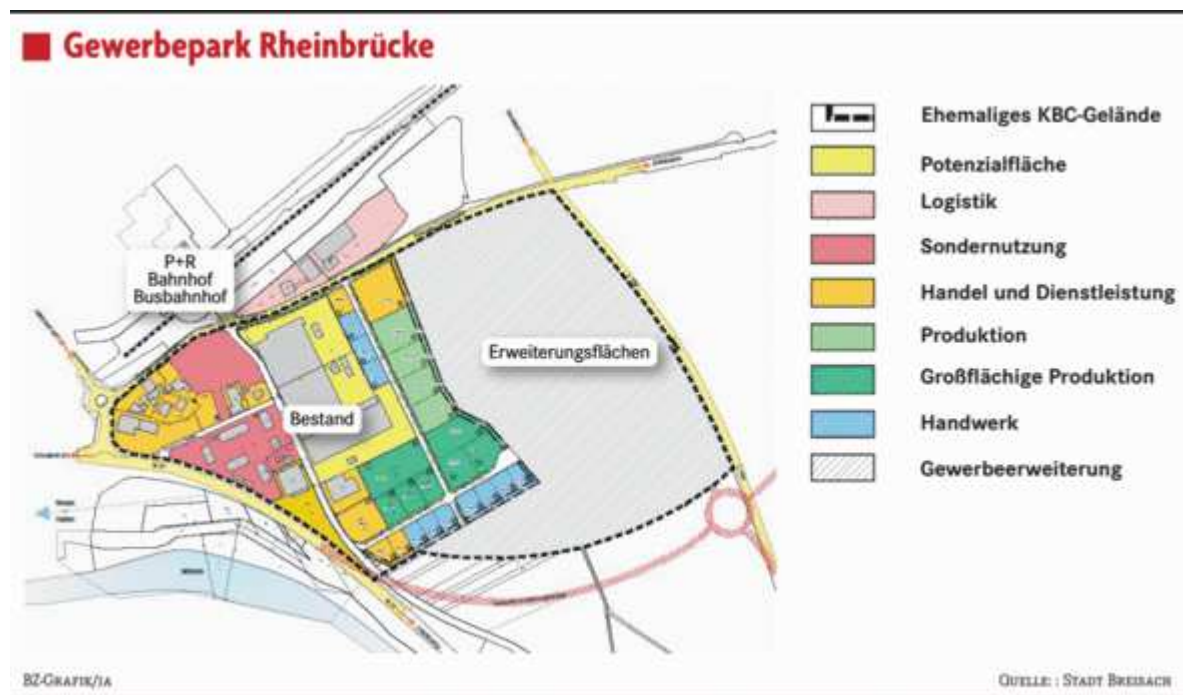 Gewerbepark Rheinbrücke
P+R
Bahnhof
Busbahnhof
Erweiterungsflächen
Bestand
Ehemaliges KBC-Gelände
Potenzialfläche
Logistik
Sondernutzung
Handel und Dienstleistung
Produktion
Großflächige Produktion
Handwerk
Gewerbeerweiterung
BZ-Grafik/ja
Quelle: : Stadt Breisach